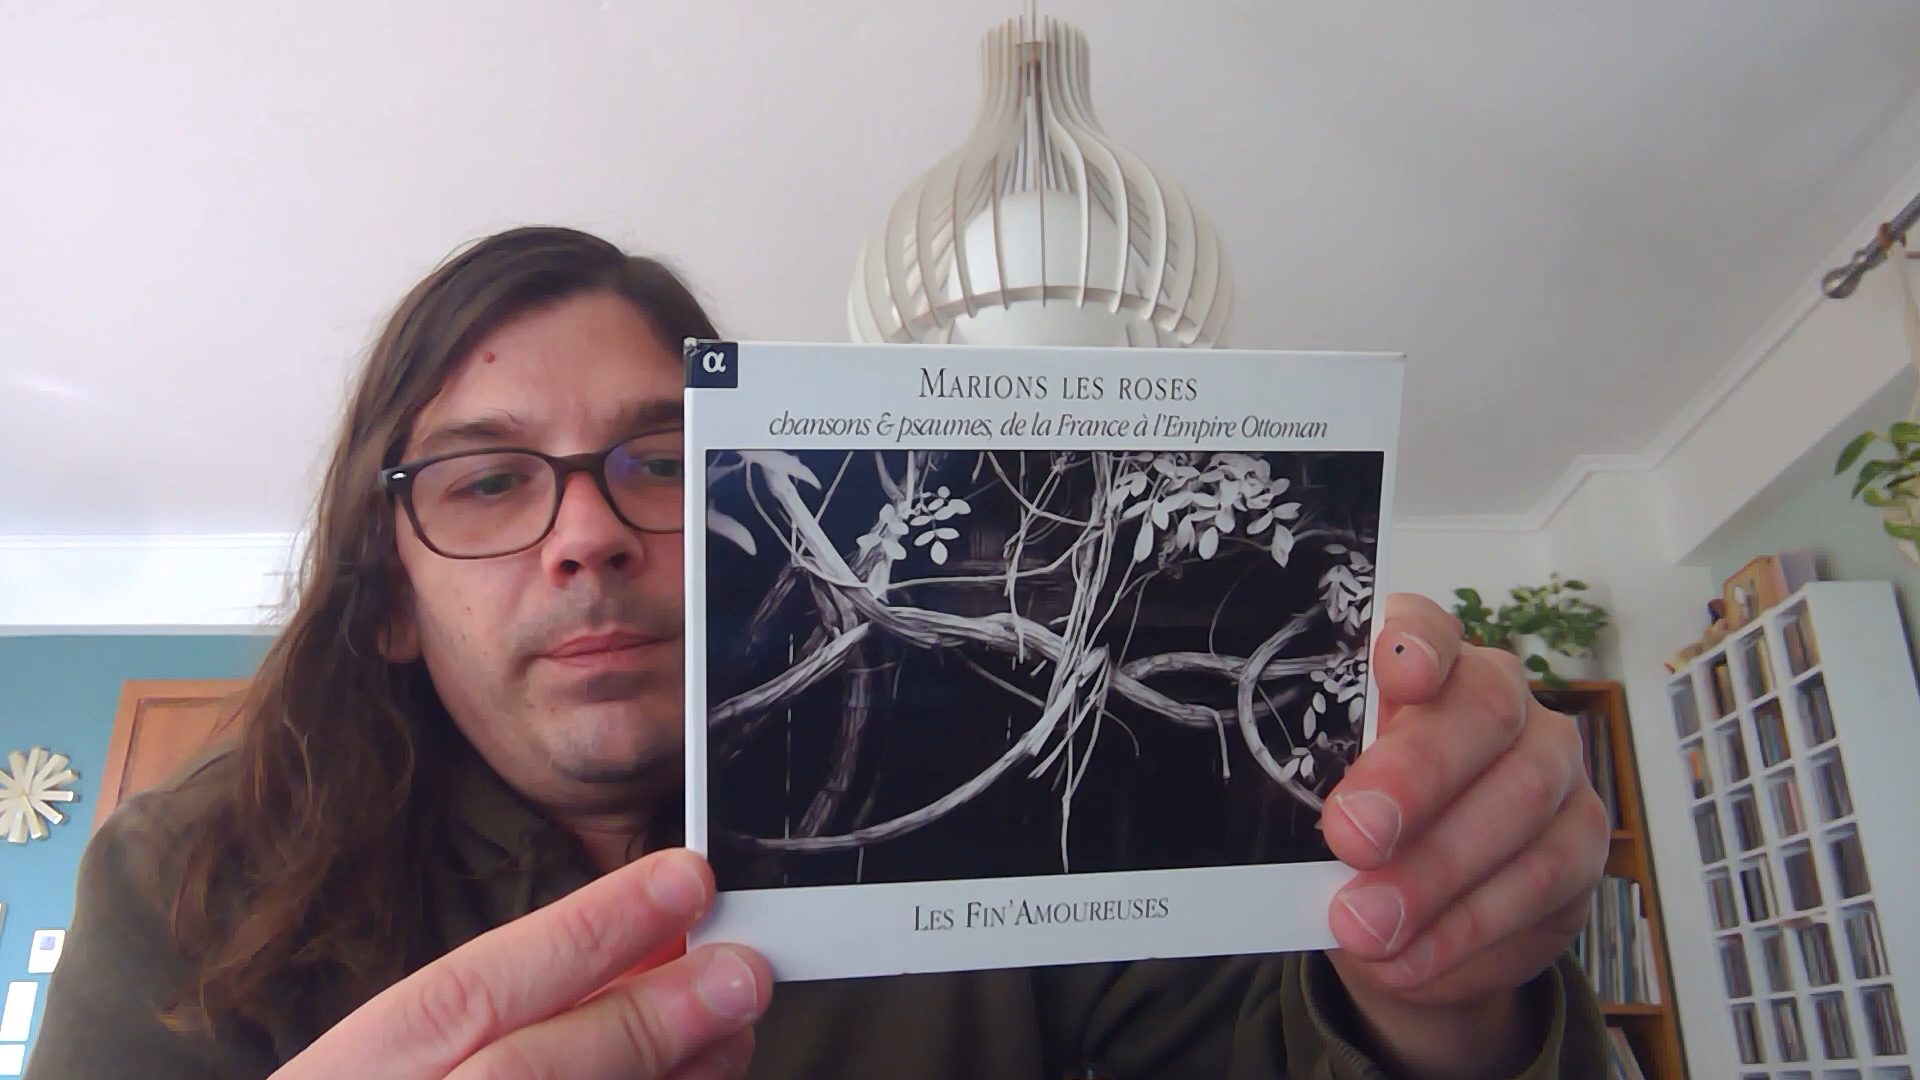 α
MARIONS LES ROSES
chansons & psaumes, de la France à l'Empire Ottoman
LES FIN'AMOUREUSES